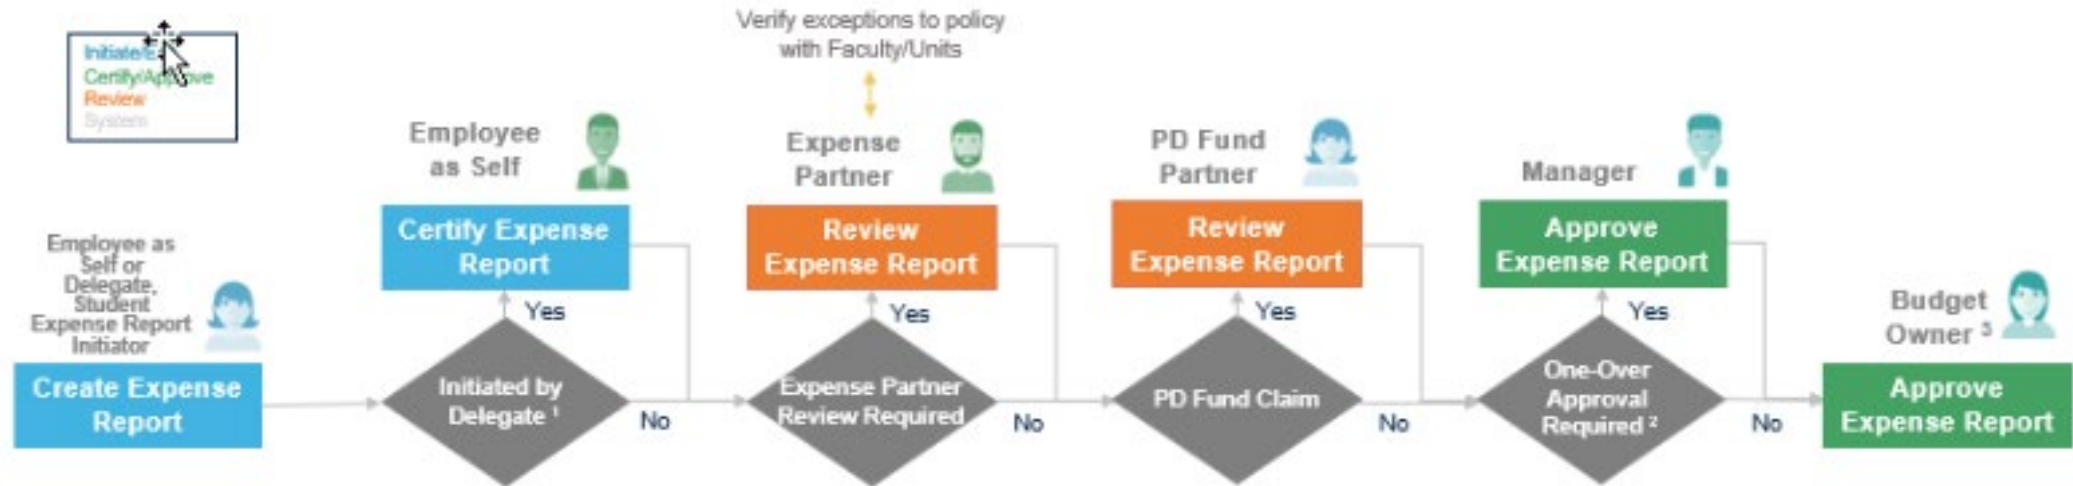 Verify exceptions to policy
with Faculty/Units
Certify/Approve
Review
System
Employee
as Self
Expense
Partner
PD Fund
Partner
Manager
Certify Expense
Report
Review
Expense Report
Review
Expense Report
Approve
Expense Report
Employee as
Self or
Delegate,
Student
Expense Report
Initiator
Yes
Yes
Yes
Yes
Budget
Owner ³
Create Expense
Report
Initiated by
Delegate ¹
No
Expense Partner
Review Required
No
PD Fund Claim
No
One-Over
Approval
Required ²
No
Approve
Expense Report